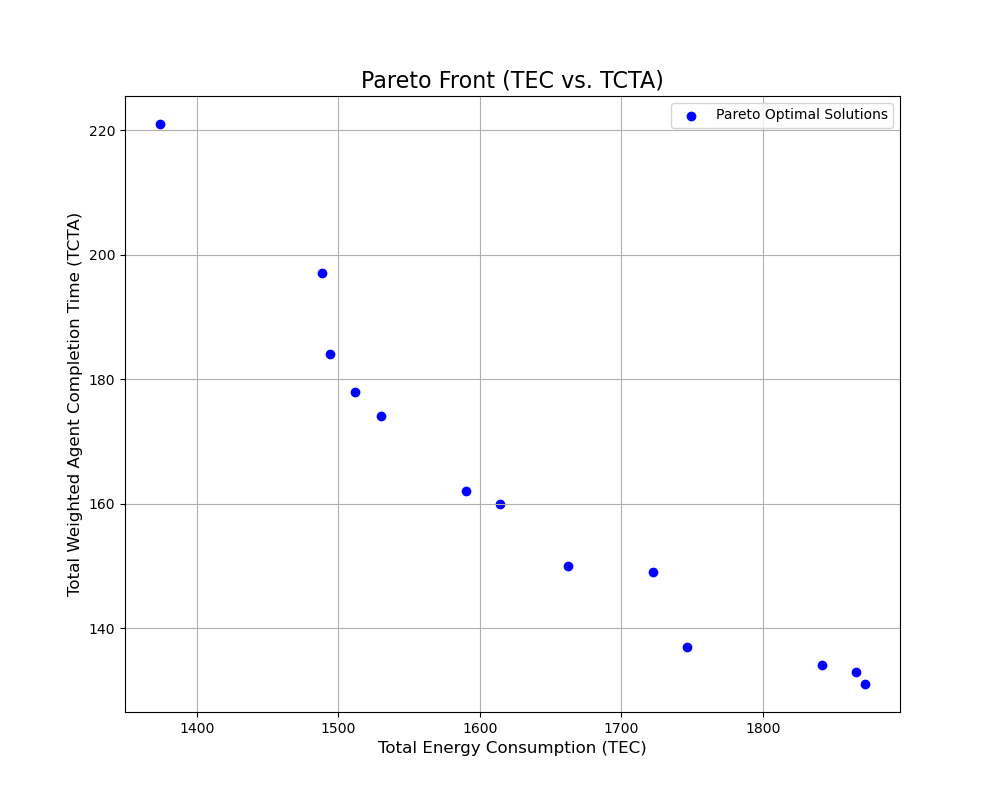 Pareto Front (TEC vs. TCTA)
Pareto Optimal Solutions
220
200
180
160
140
Total Weighted Agent Completion Time (TCTA)
1400 1500 1600 1700 1800
Total Energy Consumption (TEC)